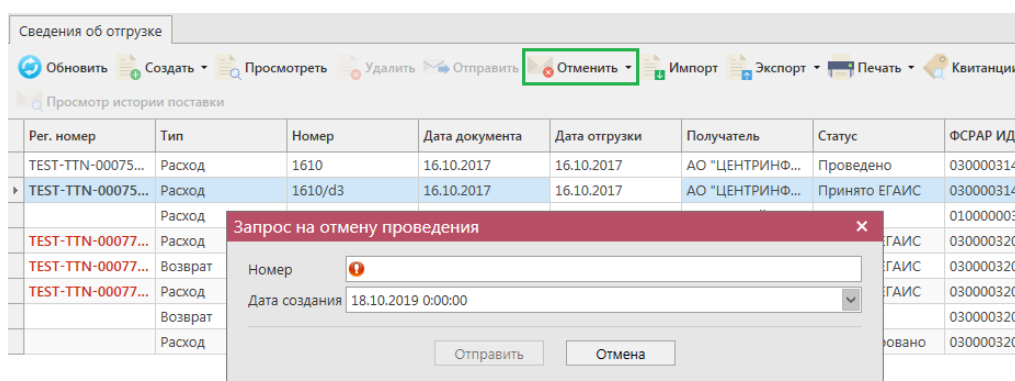 Сведения об отгрузке
Обновить Создать Просмотреть Удалить Отправить Отменить Импорт Экспорт Печать Квитанции
Просмотр истории поставки
Рег. номер Тип Номер Дата документа Дата отгрузки Получатель Статус ФСРАР ИД
TEST-TTN-00075... Расход 1610 16.10.2017 16.10.2017 АО "ЦЕНТРИНФ... Проведено 030000314
TEST-TTN-00075... Расход 1610/d3 16.10.2017 16.10.2017 АО "ЦЕНТРИНФ... Принято ЕГАИС 030000314
Расход 010000003
Запрос на отмену проведения
TEST-TTN-00077... Расход ЕГАИС 030000320
TEST-TTN-00077... Возврат ЕГАИС 030000320
Номер
TEST-TTN-00077... Расход ЕГАИС 030000320
Дата создания 18.10.2019 0:00:00
Возврат 030000320
Расход овано 030000320
Отправить Отмена